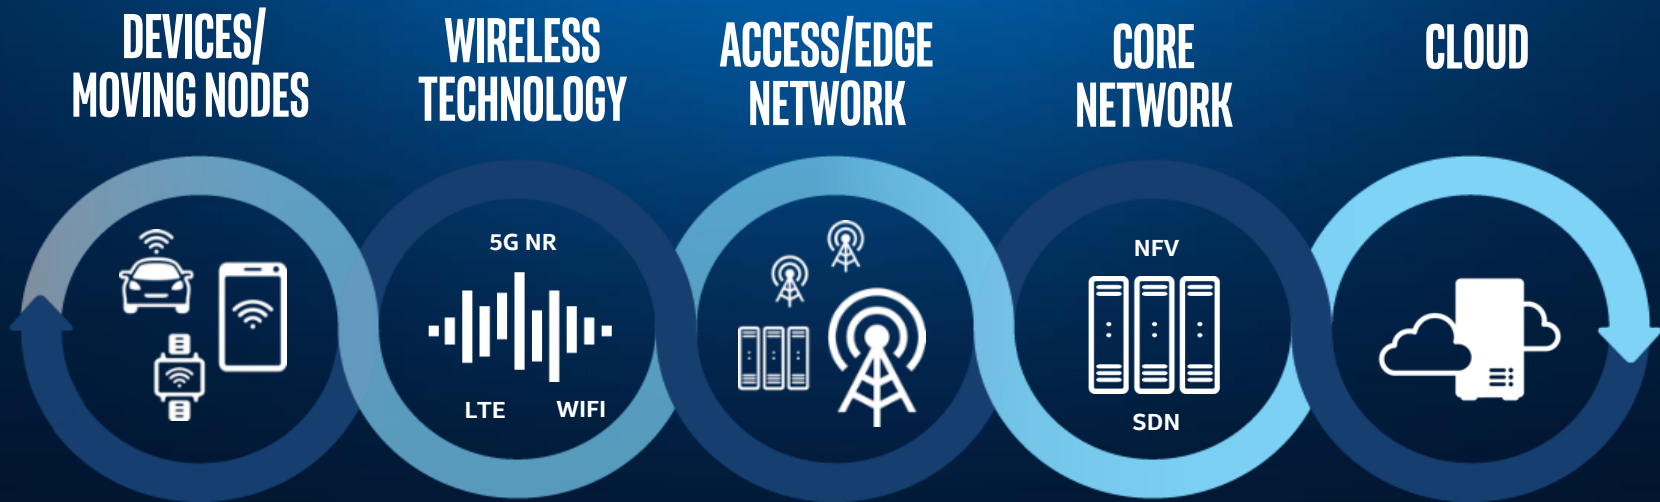 DEVICES/
MOVING NODES
WIRELESS
TECHNOLOGY
ACCESS/EDGE
NETWORK
CORE
NETWORK
CLOUD
5G NR
LTE
WIFI
NFV
SDN